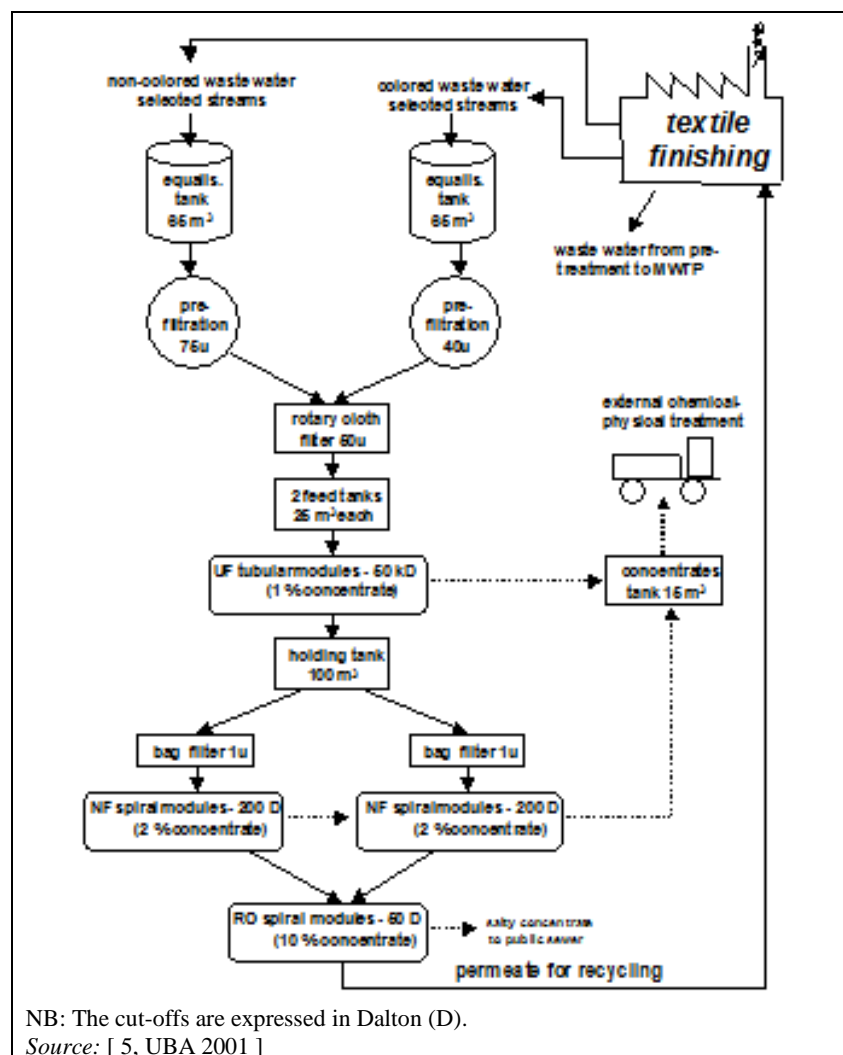 non-colored waste water
selected streams
colored waste water
selected streams
textile
finishing
equalis.
tank
65 m³
equalis.
tank
65 m³
waste water from pre-
treatment to MWTP
pre-
filtration
75u
pre-
filtration
40u
external chemical-
physical treatment
rotary cloth
filter 50u
2 feed tanks
25 m³ each
UF tubular modules - 50 kD
(1 % concentrate)
concentrates
tank 15 m³
holding tank
100 m³
bag filter 1u
bag filter 1u
NF spiral modules - 200 D
(2 % concentrate)
NF spiral modules - 200 D
(2 % concentrate)
RO spiral modules - 50 D
(10 % concentrate)
salty concentrate
to public sewer
permeate for recycling
NB: The cut-offs are expressed in Dalton (D).
Source: [ 5, UBA 2001 ]